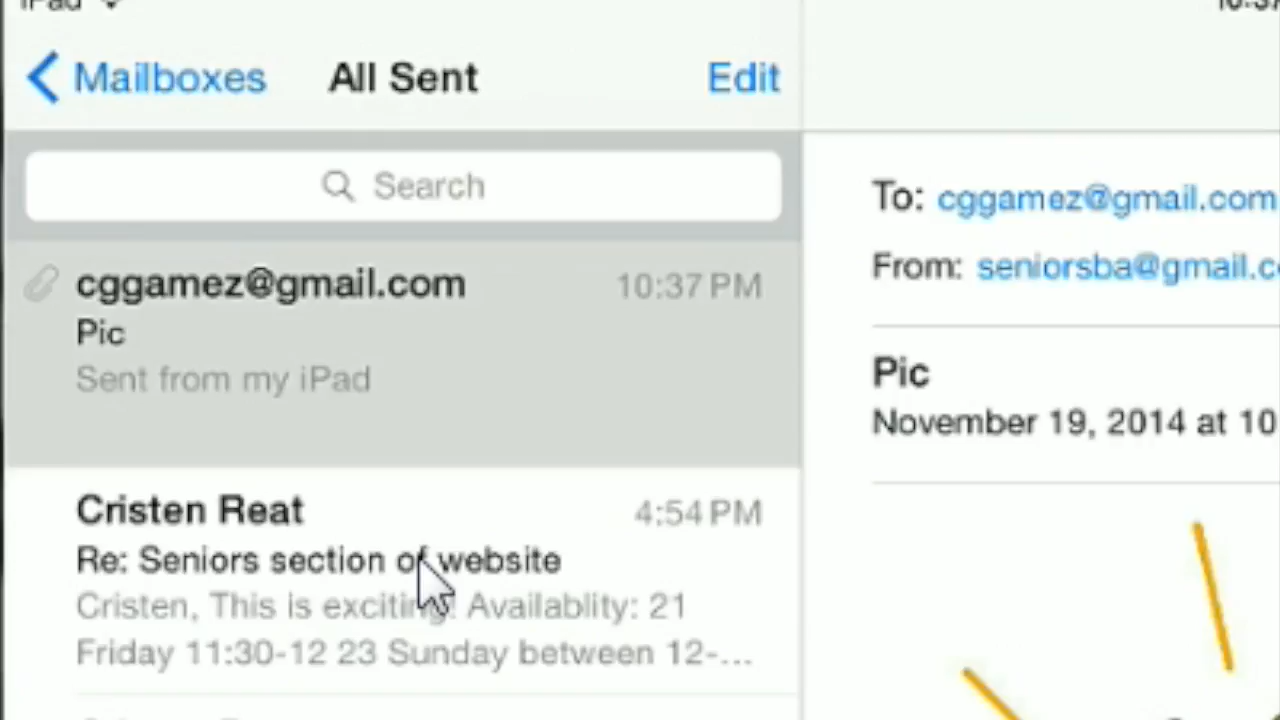 iPad
Mailboxes
All Sent
Edit
Search
cggamez@gmail.com
10:37 PM
Pic
Sent from my iPad
Cristen Reat
4:54 PM
Re: Seniors section of website
Cristen, This is exciting! Availablity: 21
Friday 11:30-12 23 Sunday between 12-...
To: cggamez@gmail.com
From: seniorsba@gmail.c
Pic
November 19, 2014 at 10